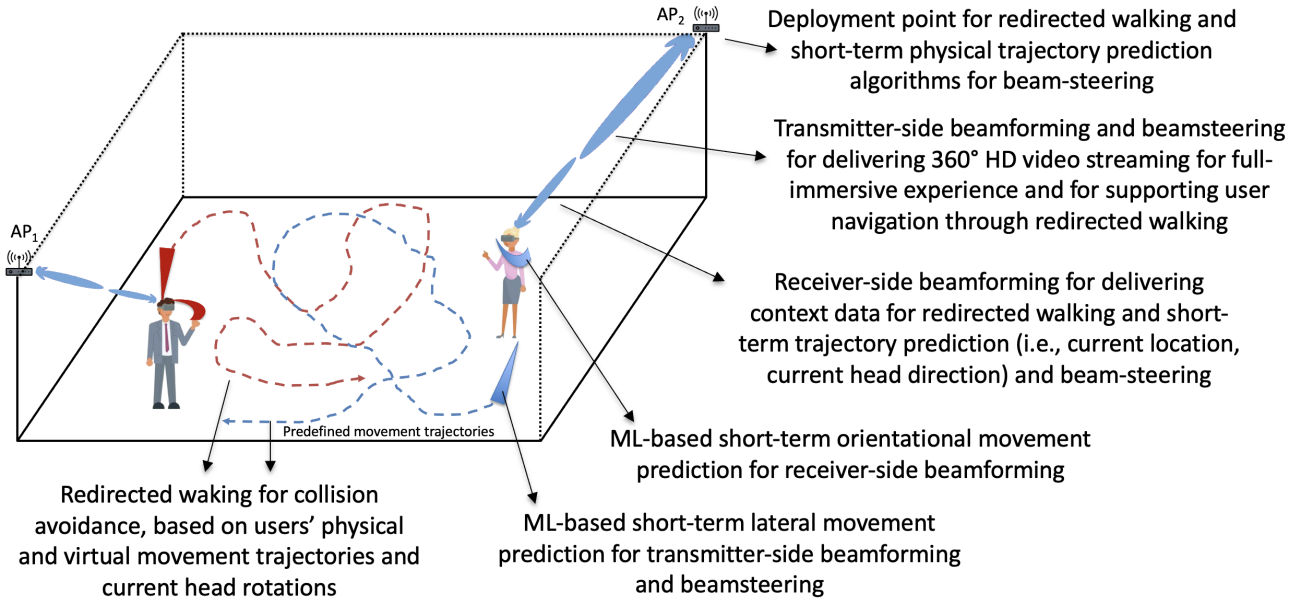 AP2
Deployment point for redirected walking and
short-term physical trajectory prediction
algorithms for beam-steering
Transmitter-side beamforming and beamsteering
for delivering 360° HD video streaming for full-
immersive experience and for supporting user
navigation through redirected walking
AP1
Receiver-side beamforming for delivering
context data for redirected walking and short-
term trajectory prediction (i.e., current location,
current head direction) and beam-steering
Predefined movement trajectories
ML-based short-term orientational movement
prediction for receiver-side beamforming
Redirected waking for collision
avoidance, based on users’ physical
and virtual movement trajectories and
current head rotations
ML-based short-term lateral movement
prediction for transmitter-side beamforming
and beamsteering